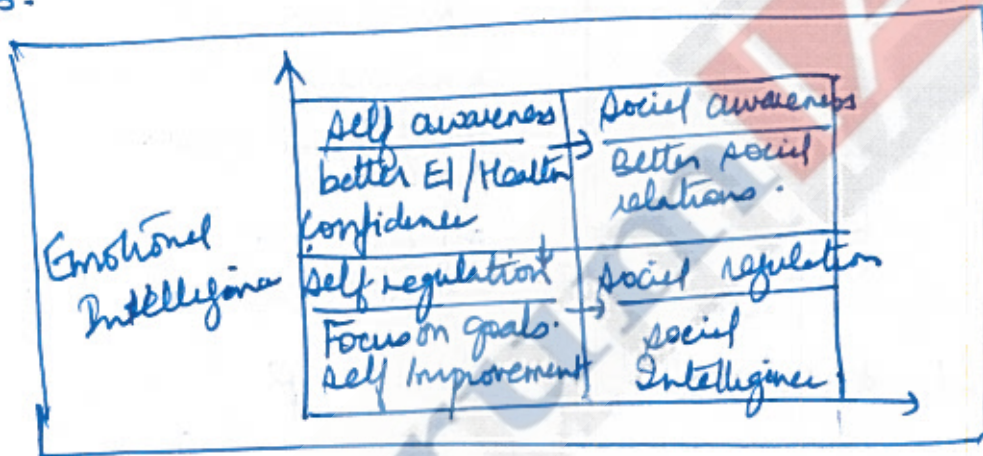 Emotional
Intelligence
Self awareness
better EI/Health
confidence
Social awareness
Better social
relations.
Self-regulation
Focus on goals.
Self Improvement
Social regulation
social
Intelligence.